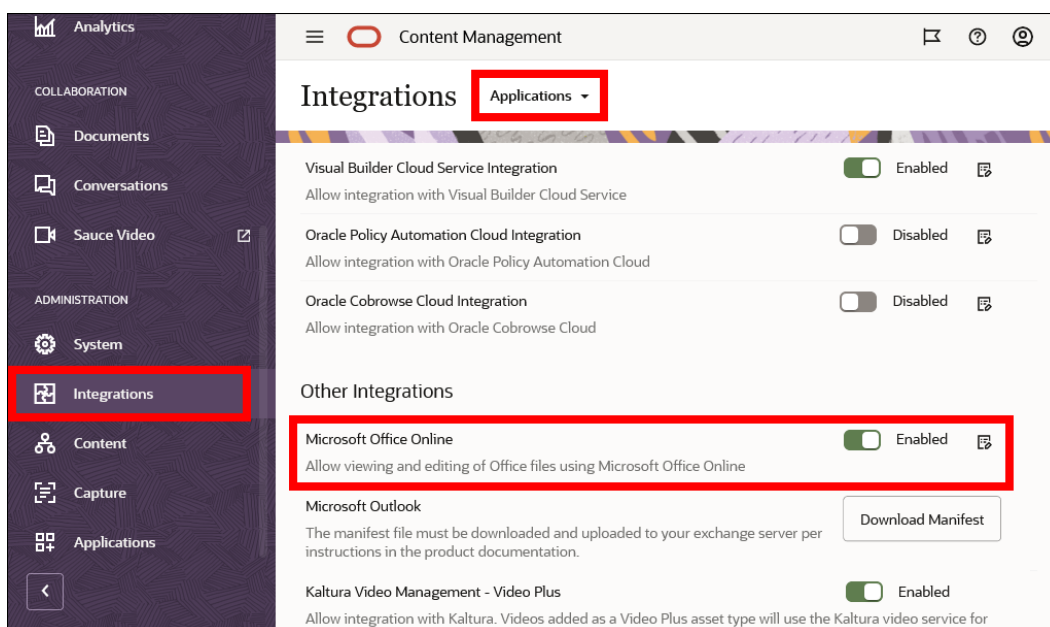 Analytics
COLLABORATION
Documents
Conversations
Sauce Video
ADMINISTRATION
System
Integrations
Content
Capture
Applications
Content Management
Integrations Applications
Visual Builder Cloud Service Integration Enabled
Allow integration with Visual Builder Cloud Service
Oracle Policy Automation Cloud Integration Disabled
Allow integration with Oracle Policy Automation Cloud
Oracle Cobrowse Cloud Integration Disabled
Allow integration with Oracle Cobrowse Cloud
Other Integrations
Microsoft Office Online Enabled
Allow viewing and editing of Office files using Microsoft Office Online
Microsoft Outlook
The manifest file must be downloaded and uploaded to your exchange server per
instructions in the product documentation.
Download Manifest
Kaltura Video Management - Video Plus Enabled
Allow integration with Kaltura. Videos added as a Video Plus asset type will use the Kaltura video service for